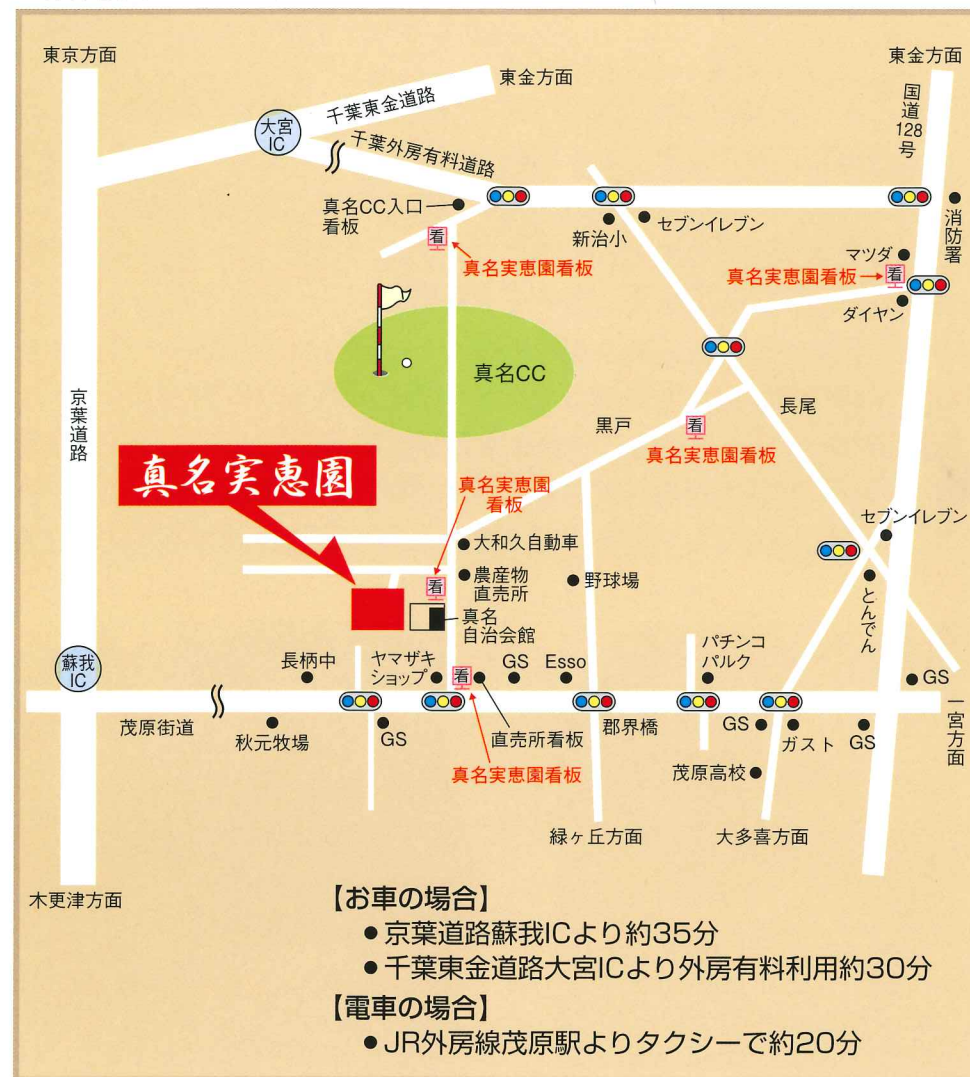 東京方面
東金方面
東金方面
千葉東金道路
大宮
IC
千葉外房有料道路
国道128号
真名CC入口
看板
看
真名実恵園看板
新治小
セブンイレブン
消防署
マツダ
看
真名実恵園看板
ダイヤン
真名CC
京葉道路
長尾
黒戸
看
真名実恵園看板
真名実恵園
真名実恵園
看板
セブンイレブン
大和久自動車
看
農産物
直売所
野球場
とんでん
真名
自治会館
蘇我
IC
長柄中
ヤマザキ
ショップ
看
GS
Esso
パチンコ
パルク
GS
茂原街道
秋元牧場
GS
直売所看板
郡界橋
GS
ガスト
GS
一宮方面
真名実恵園看板
茂原高校
緑ヶ丘方面
大多喜方面
木更津方面
【お車の場合】
●京葉道路蘇我ICより約35分
●千葉東金道路大宮ICより外房有料利用約30分
【電車の場合】
●JR外房線茂原駅よりタクシーで約20分